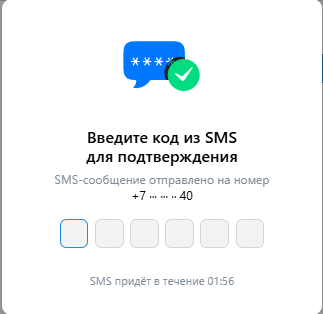 ****
Введите код из SMS
для подтверждения
SMS-сообщение отправлено на номер
+7 ··· ··· ·· 40
SMS придёт в течение 01:56